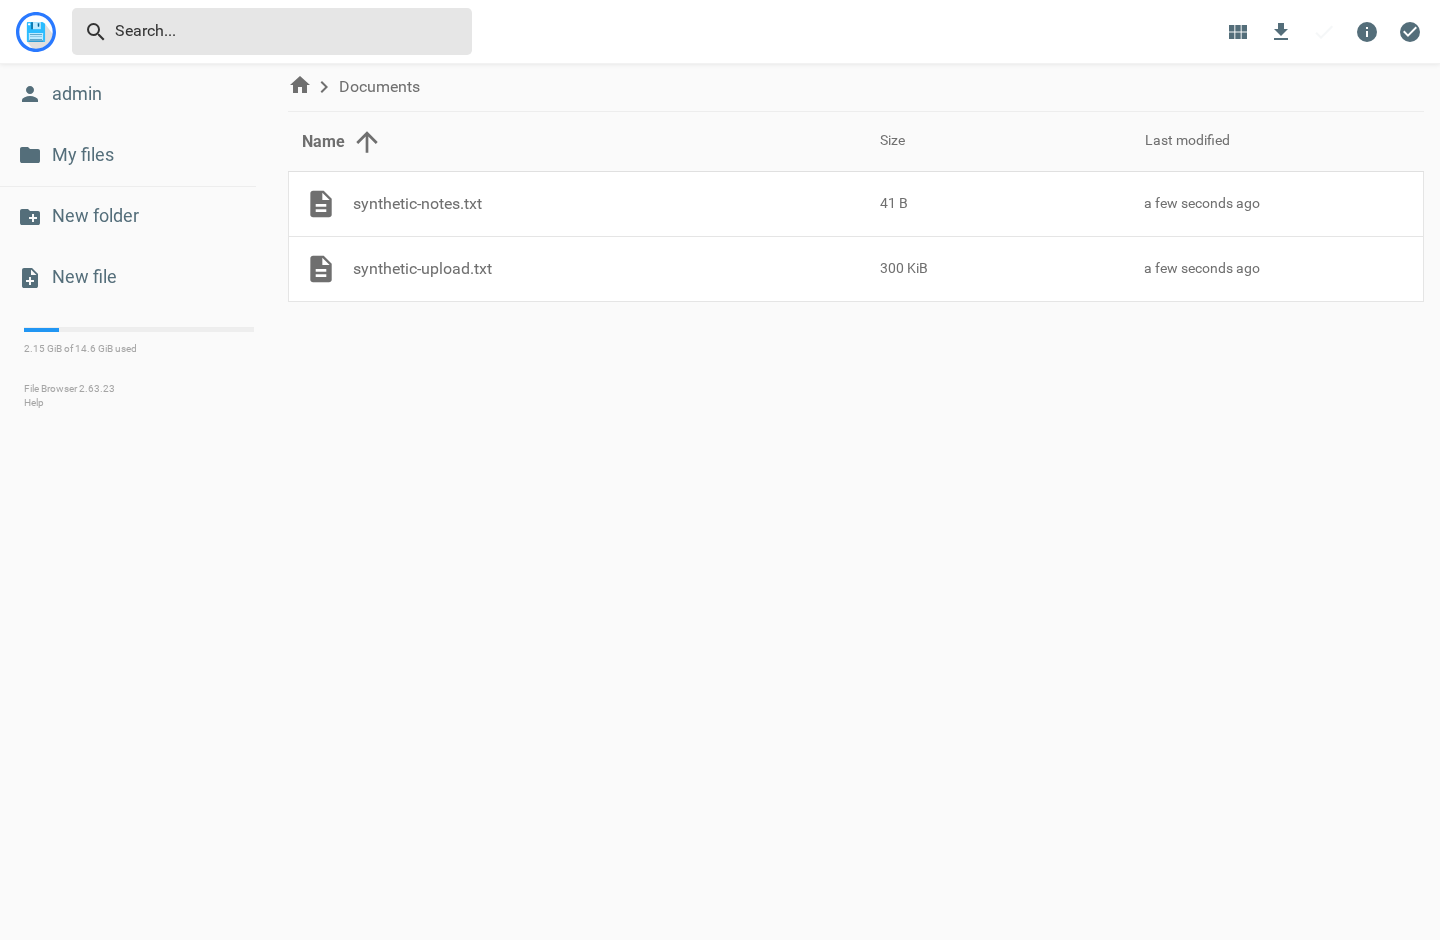 Search...
admin
My files
New folder
New file
2.15 GiB of 14.6 GiB used
File Browser 2.63.23
Help
Documents
Name Size Last modified
synthetic-notes.txt 41 B a few seconds ago
synthetic-upload.txt 300 KiB a few seconds ago